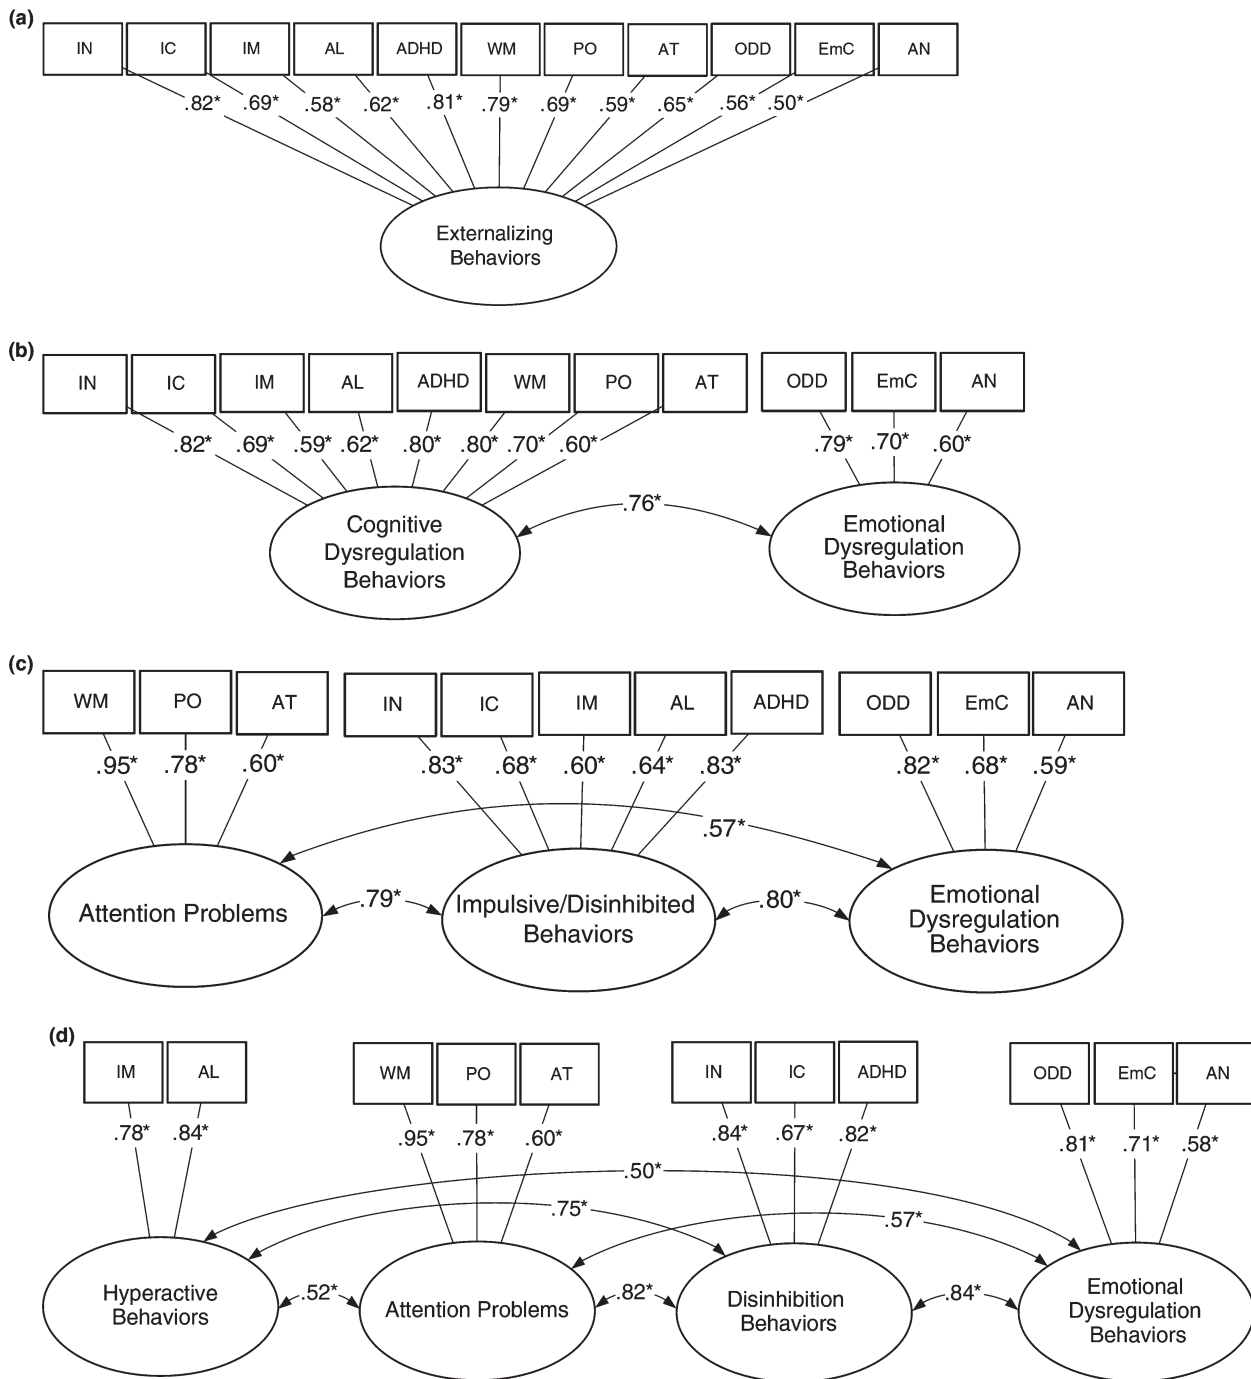 (a)
IN IC IM AL ADHD WM PO AT ODD EmC AN
.82* .69* .58* .62* .81* .79* .69* .59* .65* .56* .50*
Externalizing
Behaviors
(b)
IN IC IM AL ADHD WM PO AT ODD EmC AN
.82* .69* .59* .62* .80* .80* .70* .60* .79* .70* .60*
.76*
Cognitive
Dysregulation
Behaviors
Emotional
Dysregulation
Behaviors
(c)
WM PO AT IN IC IM AL ADHD ODD EmC AN
.95* .78* .60* .83* .68* .60* .64* .83* .82* .68* .59*
.57*
Attention Problems
.79*
Impulsive/Disinhibited
Behaviors
.80*
Emotional
Dysregulation
Behaviors
(d)
IM AL WM PO AT IN IC ADHD ODD EmC AN
.78* .84* .95* .78* .60* .84* .67* .82* .81* .71* .58*
.50*
.75*
.57*
Hyperactive
Behaviors
.52*
Attention Problems
.82*
Disinhibition
Behaviors
.84*
Emotional
Dysregulation
Behaviors